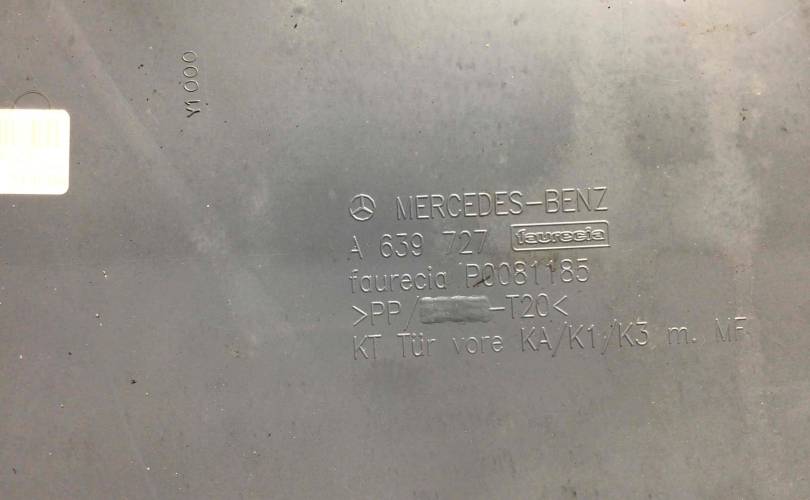 Y1 000
MERCEDES-BENZ
A 639 727 faurecia
faurecia P0081185
>PP/ -T20<
KT Tür vore KA/K1/K3 m. MF